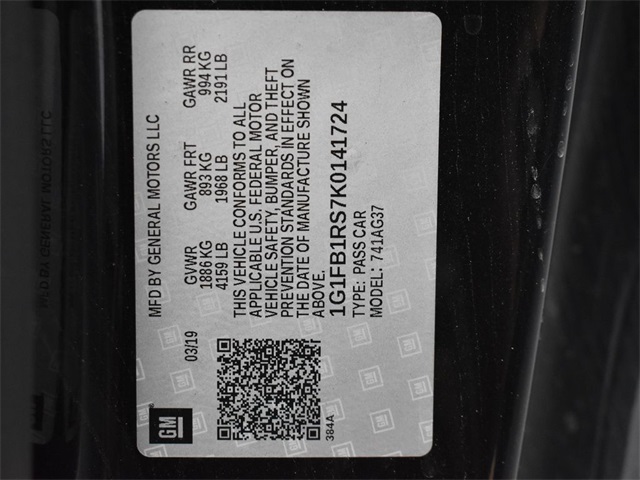 GM
03/19
MFD BY GENERAL MOTORS LLC
GVWR GAWR FRT GAWR RR
1886 KG 893 KG 994 KG
4159 LB 1968 LB 2191 LB
THIS VEHICLE CONFORMS TO ALL
APPLICABLE U.S. FEDERAL MOTOR
VEHICLE SAFETY, BUMPER, AND THEFT
PREVENTION STANDARDS IN EFFECT ON
THE DATE OF MANUFACTURE SHOWN
ABOVE.
1G1FB1RS7K0141724
TYPE: PASS CAR
MODEL: 741AG37
384A